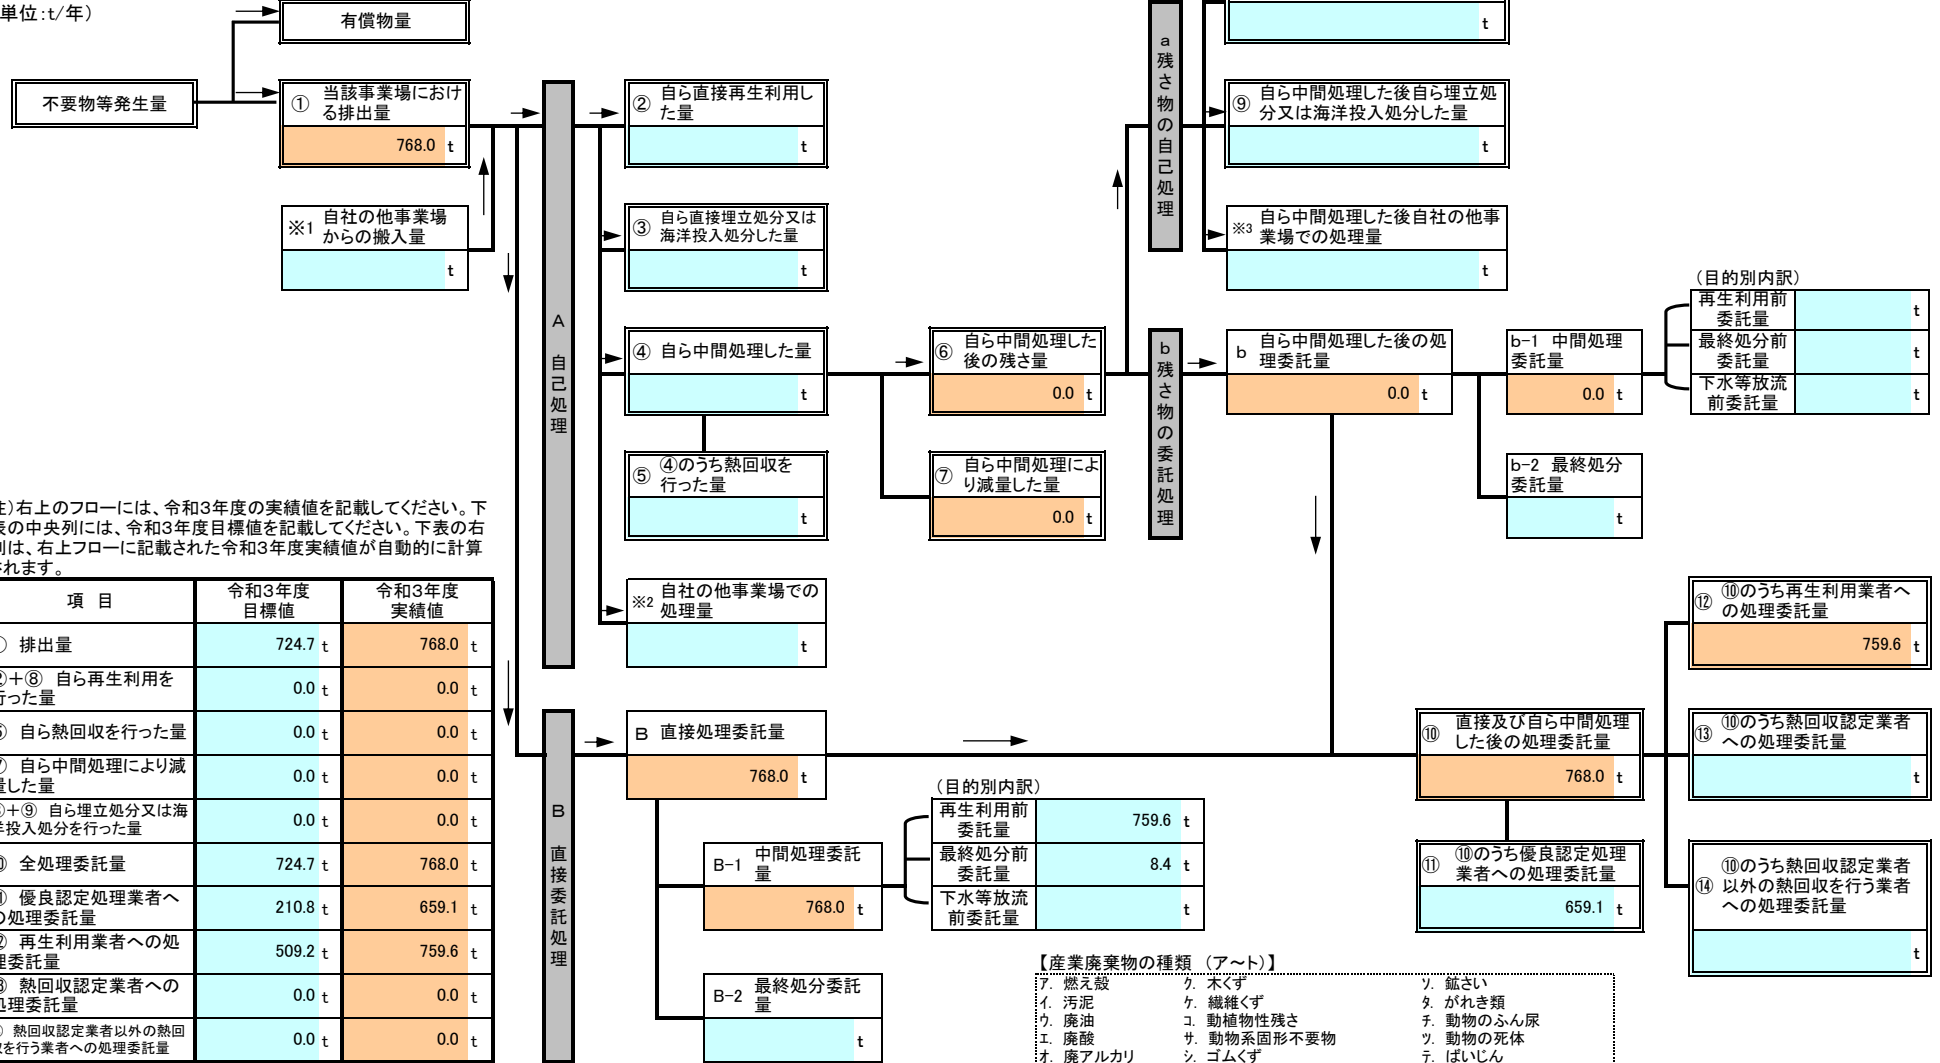 単位:t/年)
有償物量
不要物等発生量
① 当該事業場におけ
る排出量
768.0 t
※1 自社の他事業場
からの搬入量
t
A 自己処理
② 自ら直接再生利用し
た量
t
③ 自ら直接埋立処分又は
海洋投入処分した量
t
④ 自ら中間処理した量
t
⑤ ④のうち熱回収を
行った量
t
※2 自社の他事業場での
処理量
t
⑥ 自ら中間処理した
後の残さ量
0.0 t
⑦ 自ら中間処理によ
り減量した量
0.0 t
a残さ物の自己処理
t
⑨ 自ら中間処理した後自ら埋立処
分又は海洋投入処分した量
t
※3 自ら中間処理した後自社の他事
業場での処理量
t
b残さ物の委託処理
b 自ら中間処理した後の処
理委託量
0.0 t
b-1 中間処理
委託量
0.0 t
b-2 最終処分
委託量
t
(目的別内訳)
再生利用前
委託量
t
最終処分前
委託量
t
下水等放流
前委託量
t
)右上のフローには、令和3年度の実績値を記載してください。下
の中央列には、令和3年度目標値を記載してください。下表の右
は、右上フローに記載された令和3年度実績値が自動的に計算
れます。
項 目
令和3年度
目標値
令和3年度
実績値
排出量
724.7 t
768.0 t
+⑧ 自ら再生利用を
った量
0.0 t
0.0 t
自ら熱回収を行った量
0.0 t
0.0 t
自ら中間処理により減
した量
0.0 t
0.0 t
+⑨ 自ら埋立処分又は海
投入処分を行った量
0.0 t
0.0 t
全処理委託量
724.7 t
768.0 t
優良認定処理業者へ
の処理委託量
210.8 t
659.1 t
再生利用業者への処
理委託量
509.2 t
759.6 t
熱回収認定業者への
処理委託量
0.0 t
0.0 t
熱回収認定業者以外の熱回
収を行う業者への処理委託量
0.0 t
0.0 t
B 直接委託処理
B 直接処理委託量
768.0 t
B-1 中間処理委託
量
768.0 t
B-2 最終処分委託
量
t
(目的別内訳)
再生利用前
委託量
759.6 t
最終処分前
委託量
8.4 t
下水等放流
前委託量
t
⑩ 直接及び自ら中間処理
した後の処理委託量
768.0 t
⑪ ⑩のうち優良認定処理
業者への処理委託量
659.1 t
⑫ ⑩のうち再生利用業者へ
の処理委託量
759.6 t
⑬ ⑩のうち熱回収認定業者
への処理委託量
t
⑭ ⑩のうち熱回収認定業者
以外の熱回収を行う業者
への処理委託量
t
【産業廃棄物の種類 (ア~ト)】
ア. 燃え殻 ク. 木くず ソ. 鉱さい
イ. 汚泥 ケ. 繊維くず タ. がれき類
ウ. 廃油 コ. 動植物性残さ チ. 動物のふん尿
エ. 廃酸 サ. 動物系固形不要物 ツ. 動物の死体
オ. 廃アルカリ シ. ゴムくず テ. ばいじん